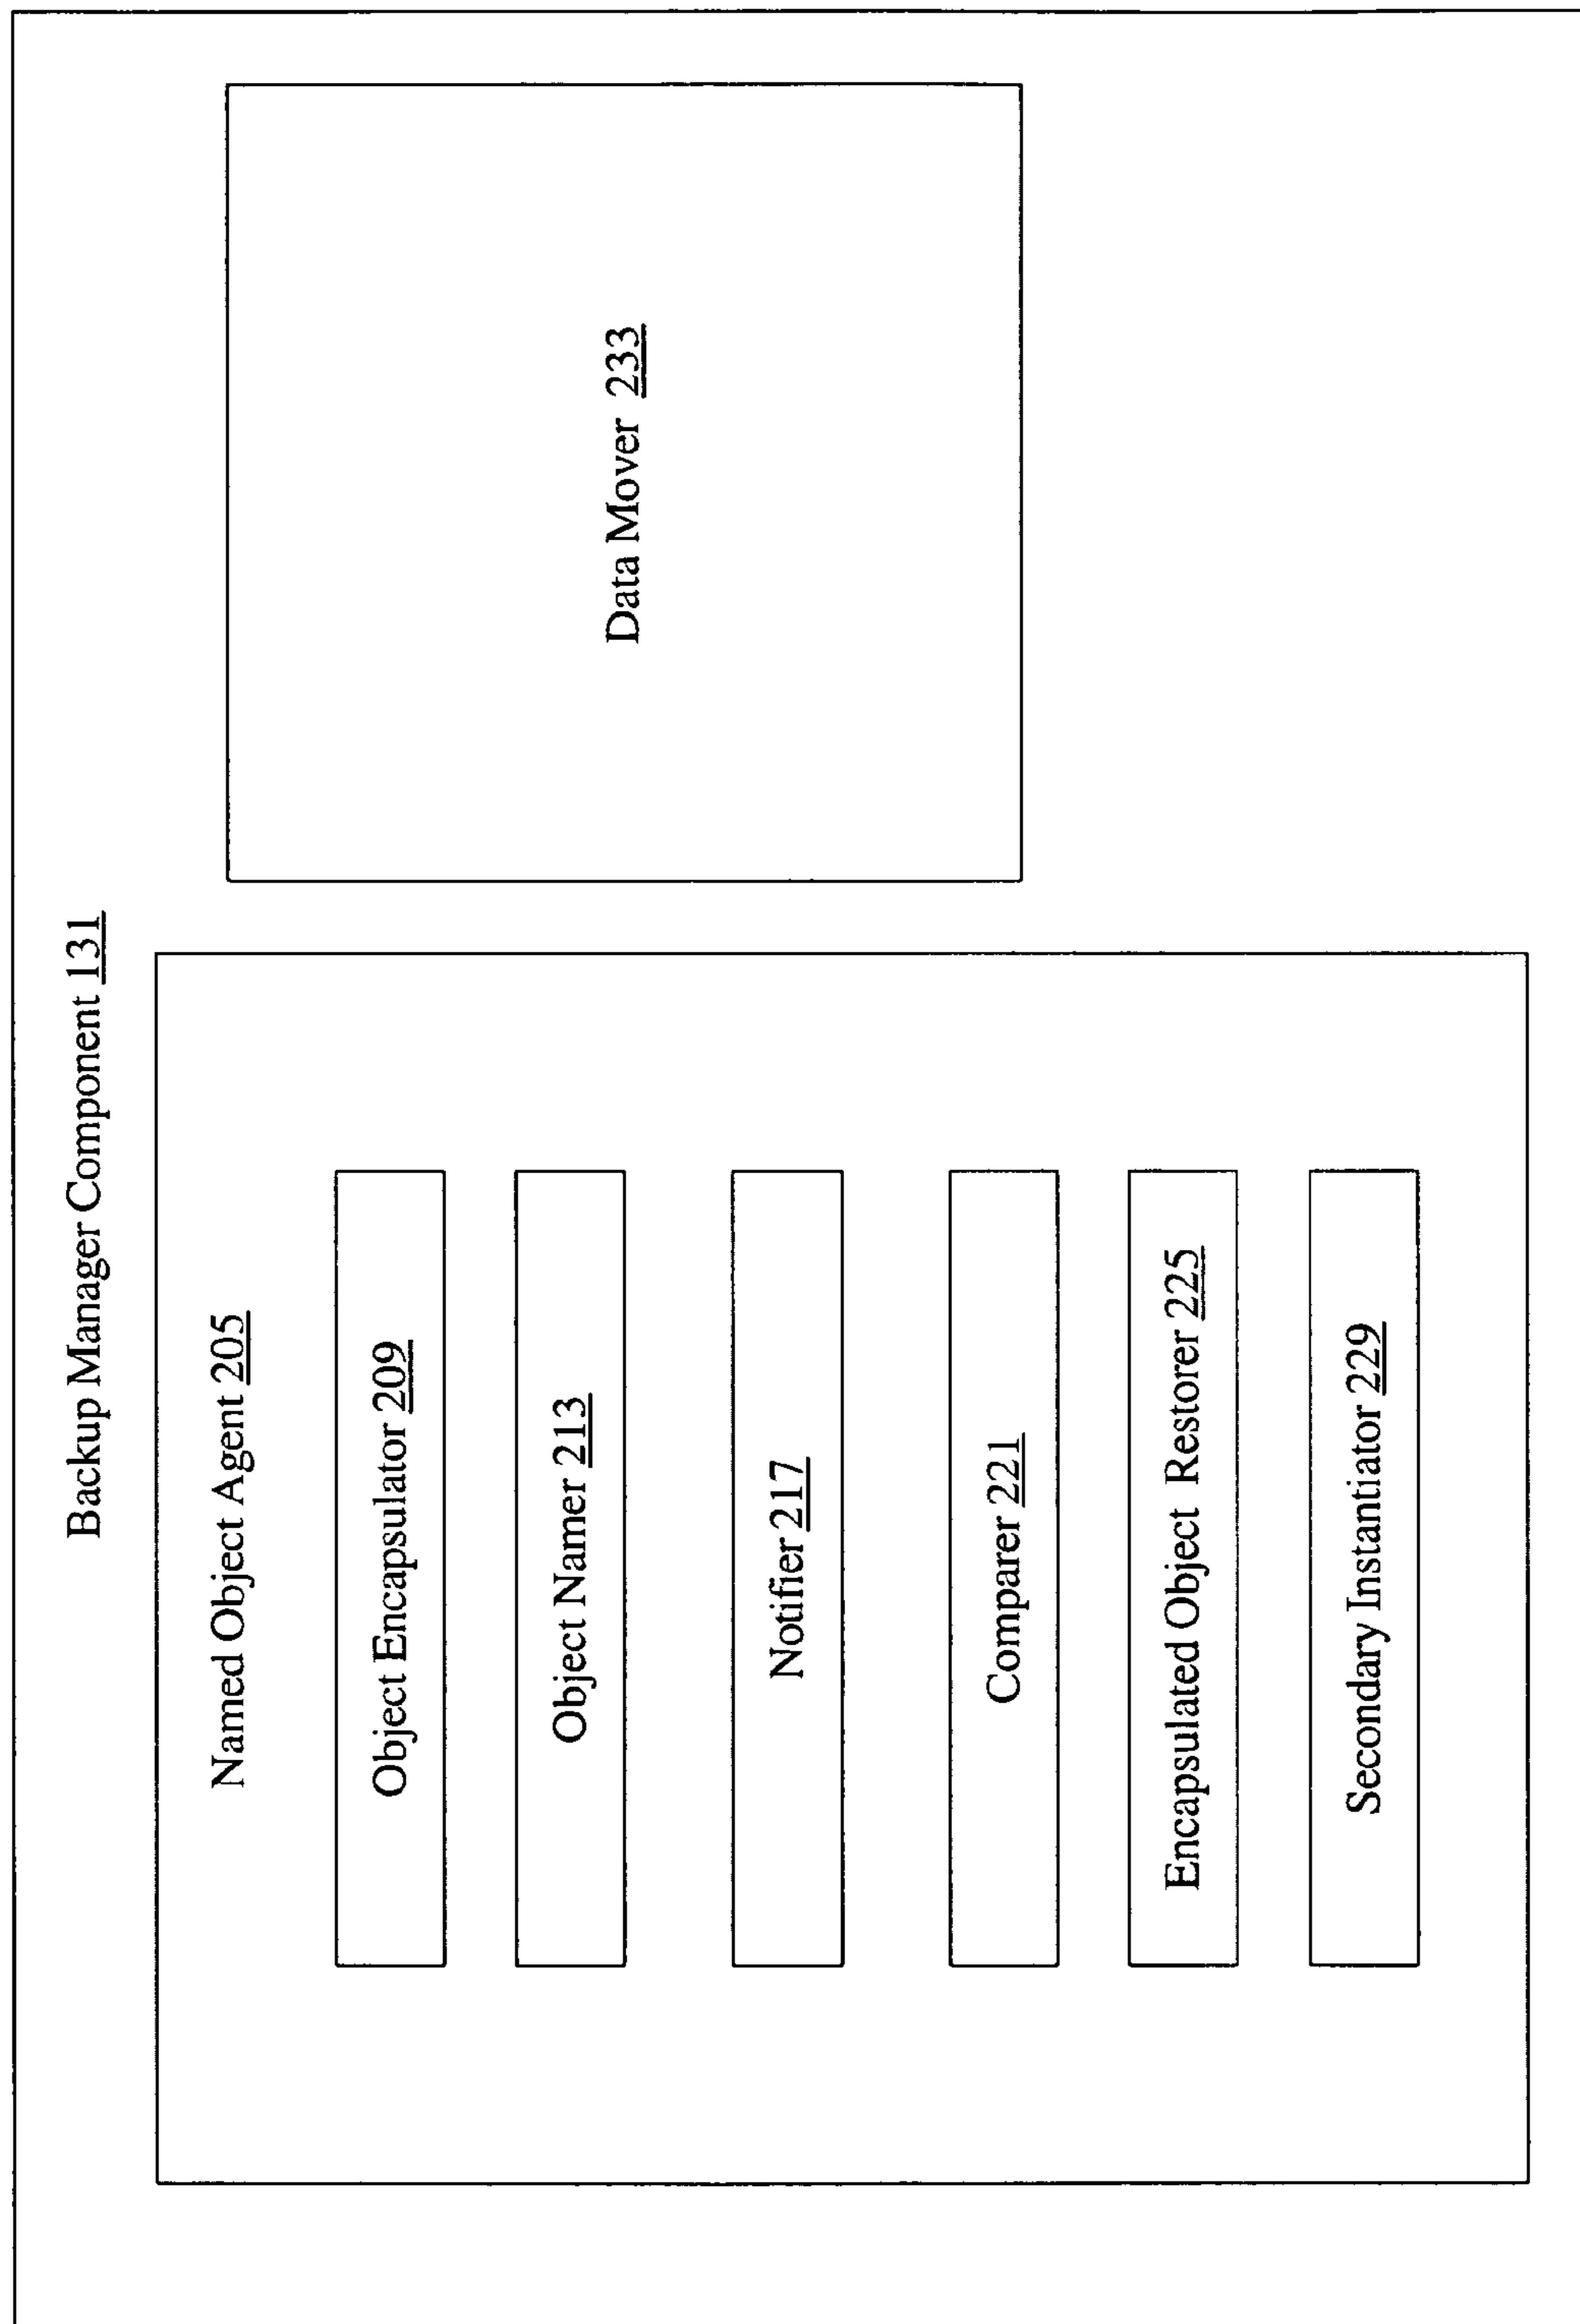 Backup Manager Component 131
Named Object Agent 205
Object Encapsulator 209
Object Namer 213
Notifier 217
Comparer 221
Encapsulated Object Restorer 225
Secondary Instantiator 229
Data Mover 233